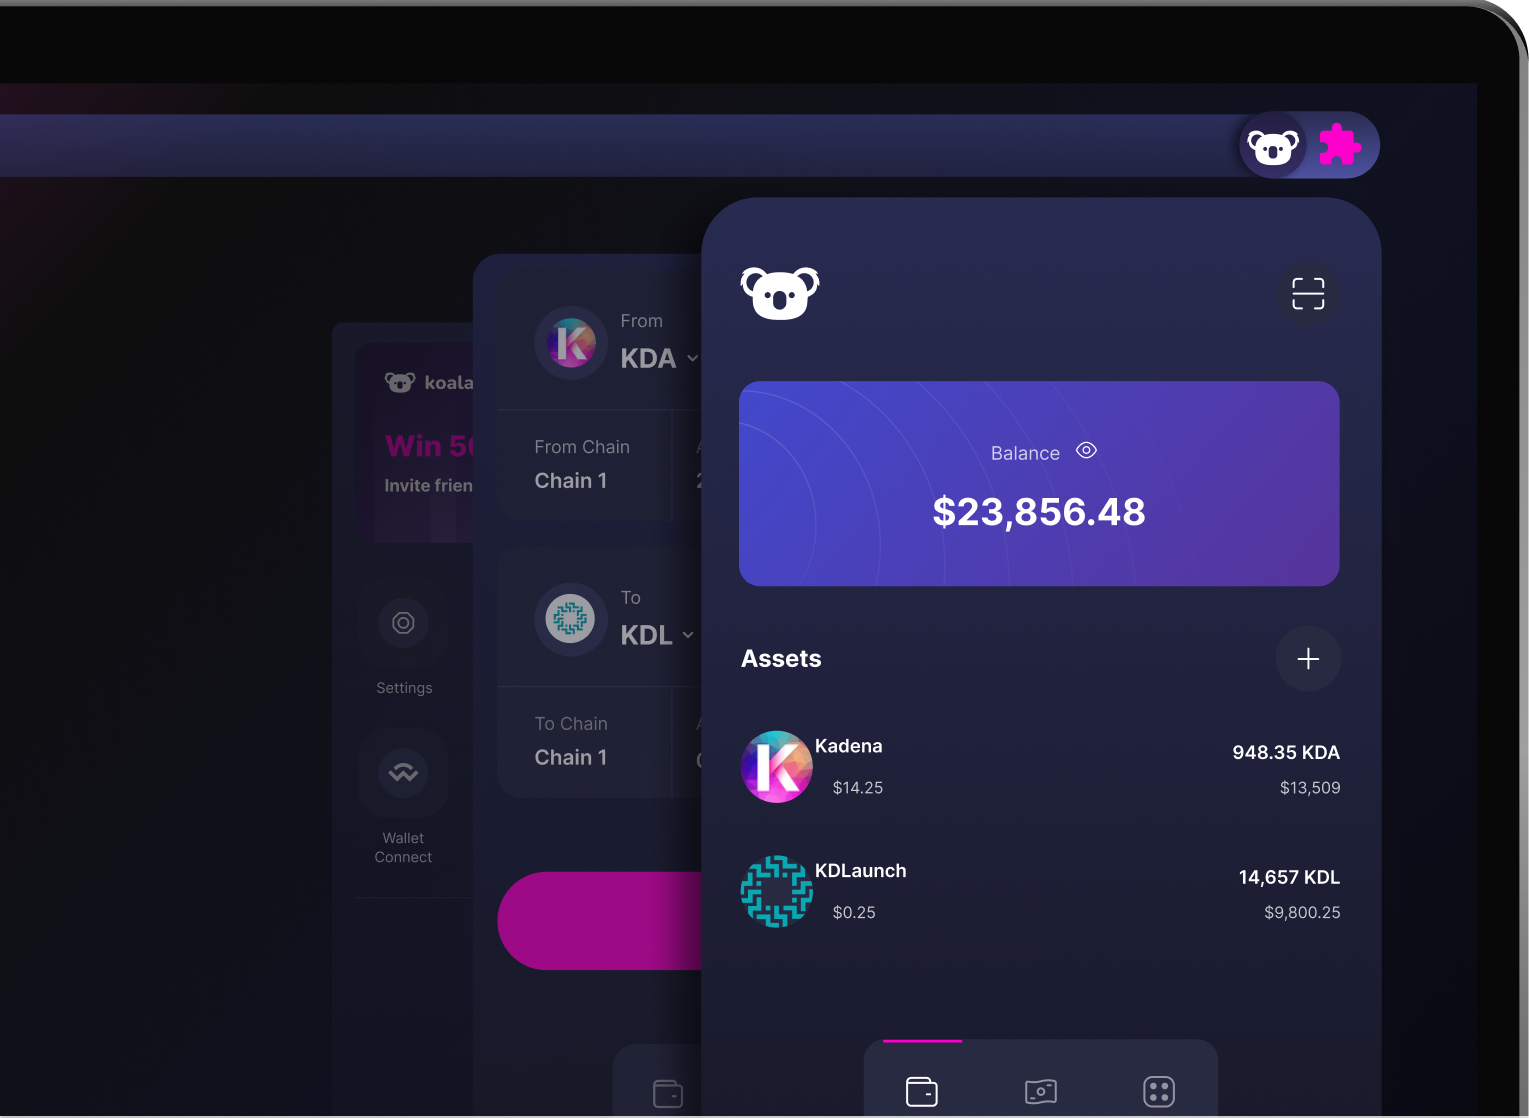 koala
Win 50
Invite frien
Settings
Wallet
Connect
From
KDA
From Chain
Chain 1
To
KDL
To Chain
Chain 1
Balance
$23,856.48
Assets
Kadena
948.35 KDA
$14.25
$13,509
KDLaunch
14,657 KDL
$0.25
$9,800.25